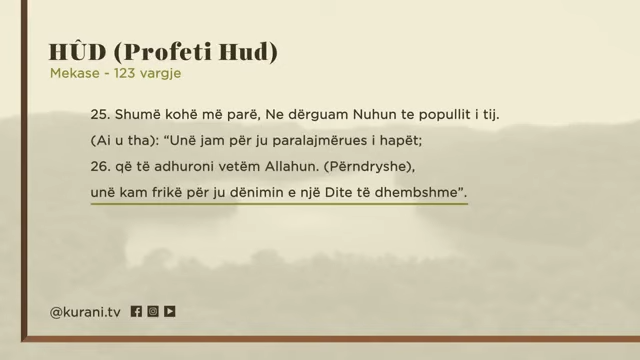 HÛD (Profeti Hud)
Mekase - 123 vargje
25. Shumë kohë më parë, Ne dërguam Nuhun te popullit i tij.
(Ai u tha): “Unë jam për ju paralajmërues i hapët;
26. që të adhuroni vetëm Allahun. (Përndryshe),
unë kam frikë për ju dënimin e një Dite të dhembshme”.
@kurani.tv